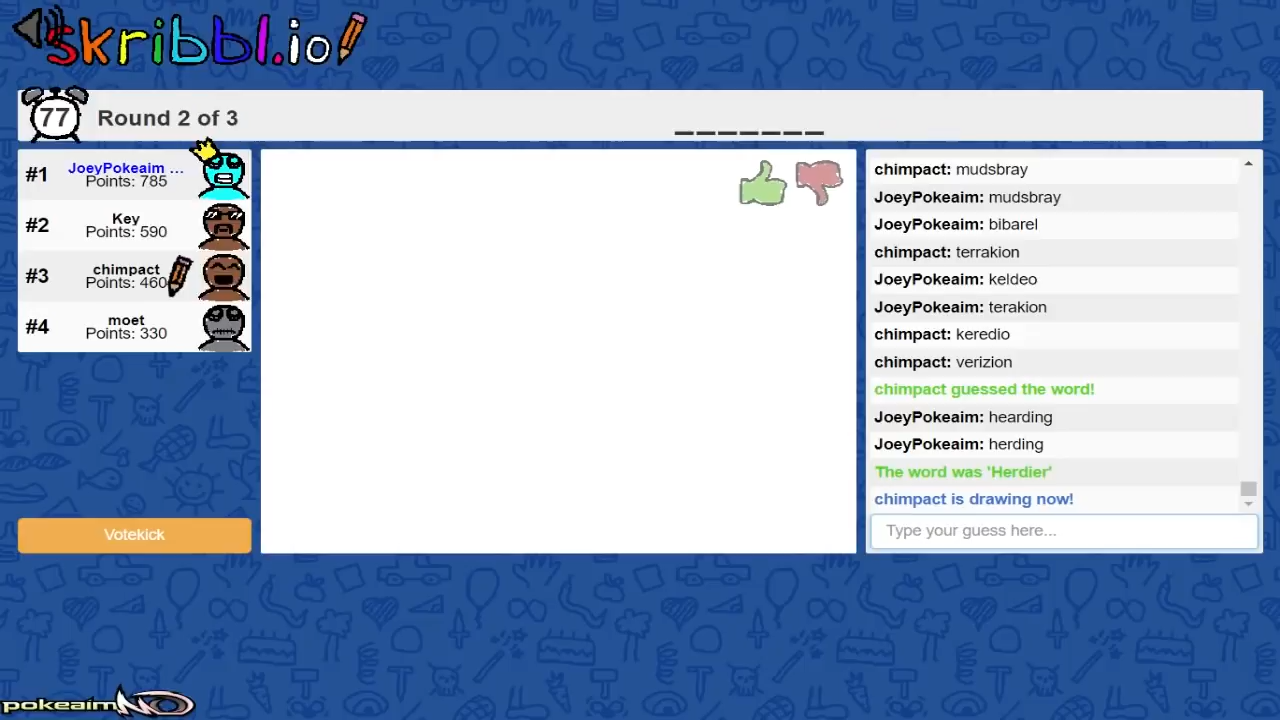 skribbl.io
77
Round 2 of 3
_______
#1
JoeyPokeaim ...
Points: 785
#2
Key
Points: 590
#3
chimpact
Points: 460
#4
moet
Points: 330
Votekick
chimpact: mudsbray
JoeyPokeaim: mudsbray
JoeyPokeaim: bibarel
chimpact: terrakion
JoeyPokeaim: keldeo
JoeyPokeaim: terakion
chimpact: keredio
chimpact: verizion
chimpact guessed the word!
JoeyPokeaim: hearding
JoeyPokeaim: herding
The word was 'Herdier'
chimpact is drawing now!
Type your guess here...
pokeaimMD